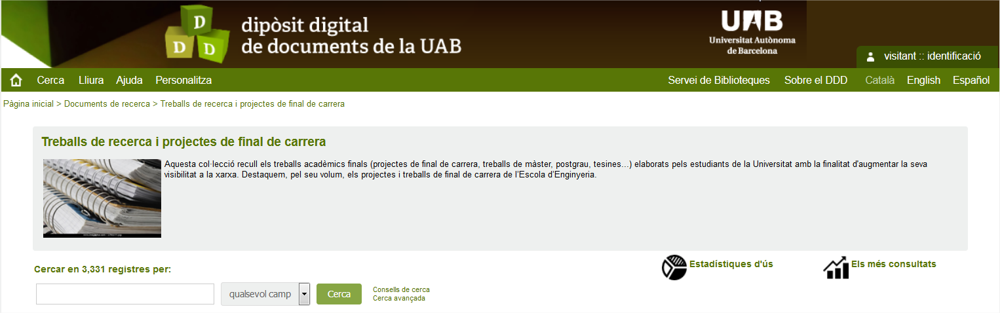 D
D
D
dipòsit digital
de documents de la UAB
UAB
Universitat Autònoma
de Barcelona
visitant :: identificació
Cerca Lliura Ajuda Personalitza Servei de Biblioteques Sobre el DDD Català English Español
Pàgina inicial > Documents de recerca > Treballs de recerca i projectes de final de carrera
Treballs de recerca i projectes de final de carrera
Aquesta col·lecció recull els treballs acadèmics finals (projectes de final de carrera, treballs de màster, postgrau, tesines...) elaborats pels estudiants de la Universitat amb la finalitat d'augmentar la seva
visibilitat a la xarxa. Destaquem, pel seu volum, els projectes i treballs de final de carrera de l'Escola d'Enginyeria.
Estadístiques d'ús
Els més consultats
Cercar en 3,331 registres per:
qualsevol camp
Cerca
Consells de cerca
Cerca avançada